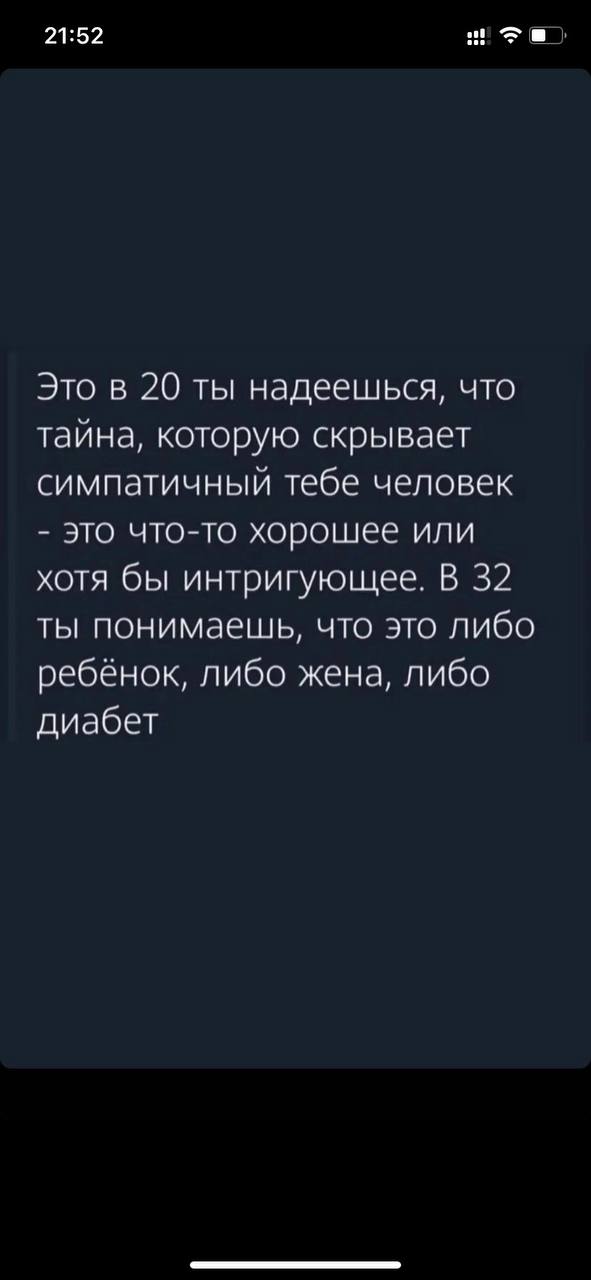 21:52
Это в 20 ты надеешься, что
тайна, которую скрывает
симпатичный тебе человек
- это что-то хорошее или
хотя бы интригующее. В 32
ты понимаешь, что это либо
ребёнок, либо жена, либо
диабет